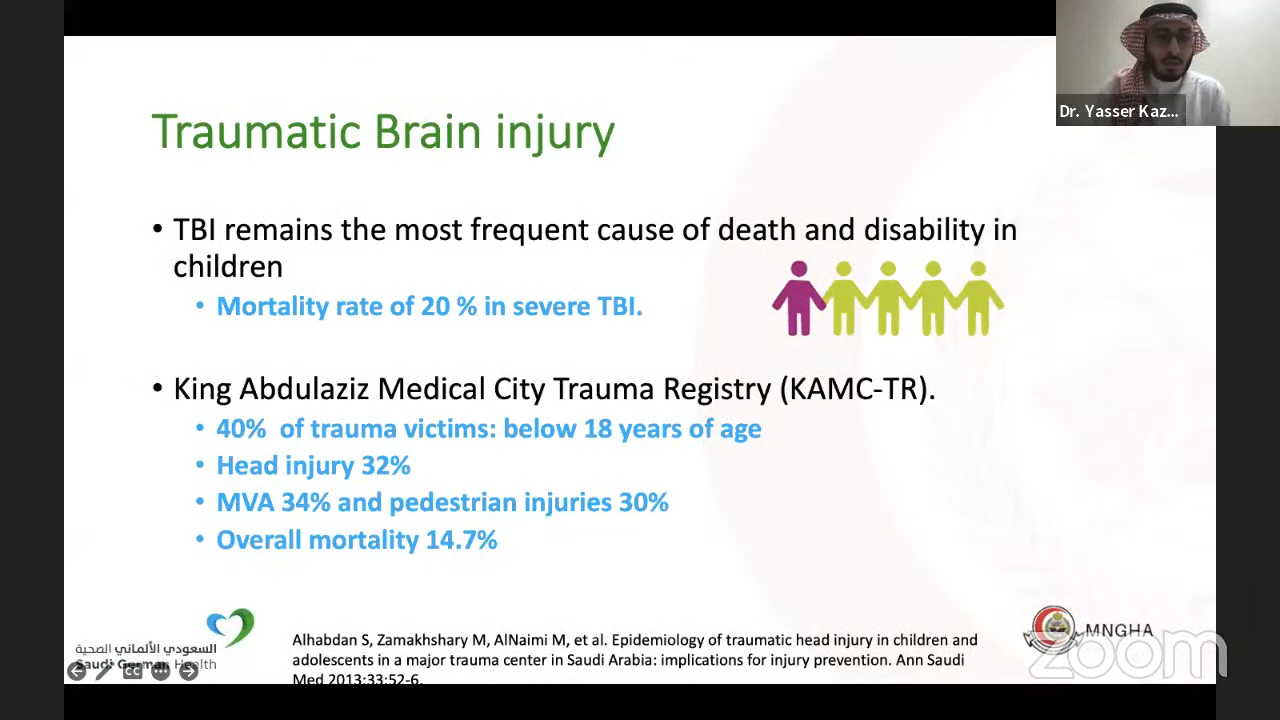 Dr. Yasser Kaz...
Traumatic Brain injury
• TBI remains the most frequent cause of death and disability in
children
• Mortality rate of 20 % in severe TBI.
• King Abdulaziz Medical City Trauma Registry (KAMC-TR).
• 40% of trauma victims: below 18 years of age
• Head injury 32%
• MVA 34% and pedestrian injuries 30%
• Overall mortality 14.7%
السعودي الألماني الصحية
Saudi German Health
CC
Alhabdan S, Zamakhshary M, AlNaimi M, et al. Epidemiology of traumatic head injury in children and
adolescents in a major trauma center in Saudi Arabia: implications for injury prevention. Ann Saudi
Med 2013;33:52-6.
MNGHA
zoom